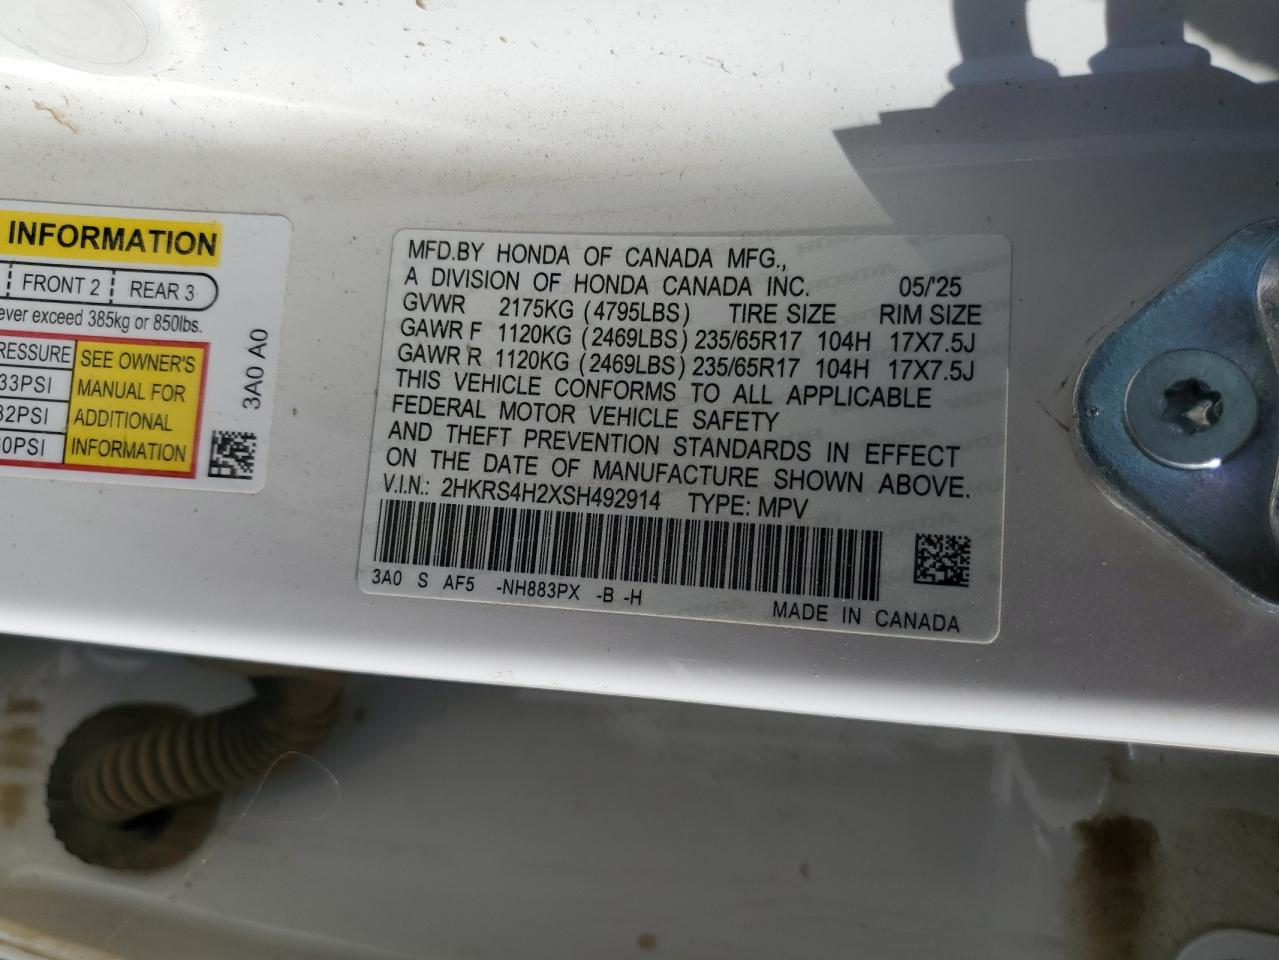 INFORMATION
FRONT 2 REAR 3
ever exceed 385kg or 850lbs.
RESSURE
33PSI
32PSI
60PSI
SEE OWNER'S
MANUAL FOR
ADDITIONAL
INFORMATION
3A0 A0
MFD.BY HONDA OF CANADA MFG.,
A DIVISION OF HONDA CANADA INC. 05/'25
GVWR 2175KG (4795LBS) TIRE SIZE RIM SIZE
GAWR F 1120KG (2469LBS) 235/65R17 104H 17X7.5J
GAWR R 1120KG (2469LBS) 235/65R17 104H 17X7.5J
THIS VEHICLE CONFORMS TO ALL APPLICABLE
FEDERAL MOTOR VEHICLE SAFETY
AND THEFT PREVENTION STANDARDS IN EFFECT
ON THE DATE OF MANUFACTURE SHOWN ABOVE.
V.I.N.: 2HKRS4H2XSH492914 TYPE: MPV
3A0 S AF5 -NH883PX -B -H
MADE IN CANADA